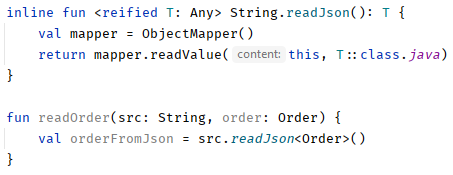 inline fun <reified T: Any> String.readJson(): T {
    val mapper = ObjectMapper()
    return mapper.readValue( content: this, T::class.java)
}
fun readOrder(src: String, order: Order) {
    val orderFromJson = src.readJson<Order>()
}